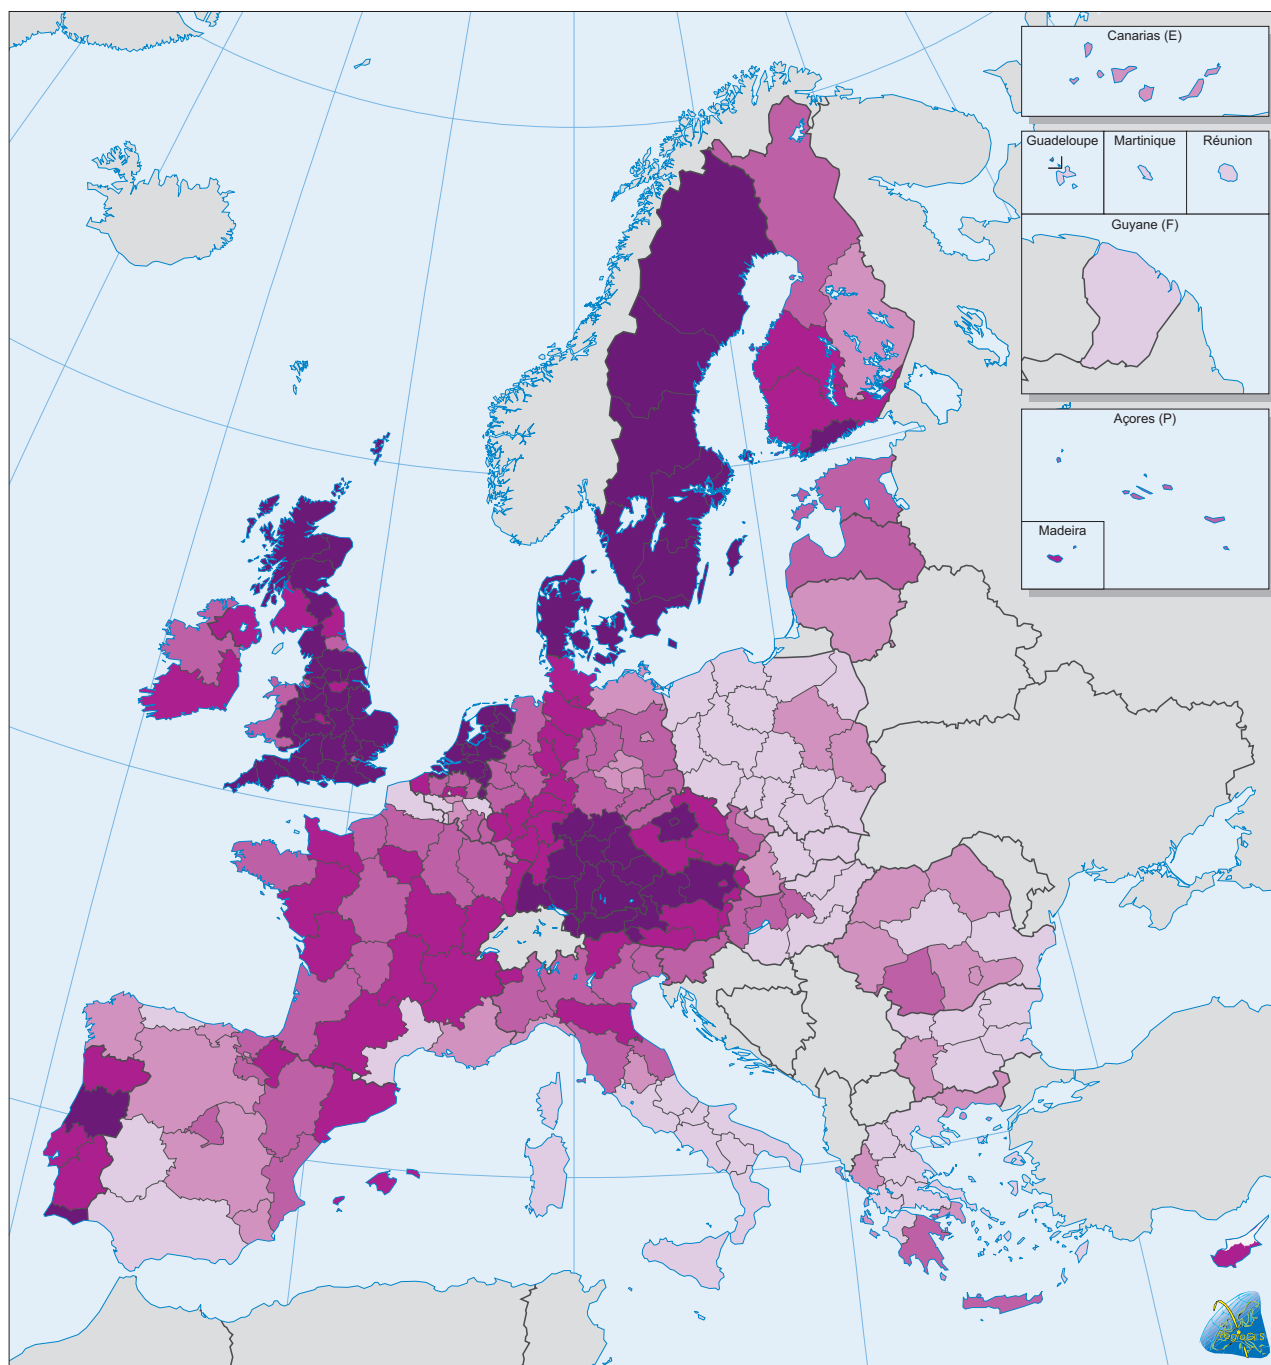 Canarias (E)
Guadeloupe
Martinique
Réunion
Guyane (F)
Açores (P)
Madeira